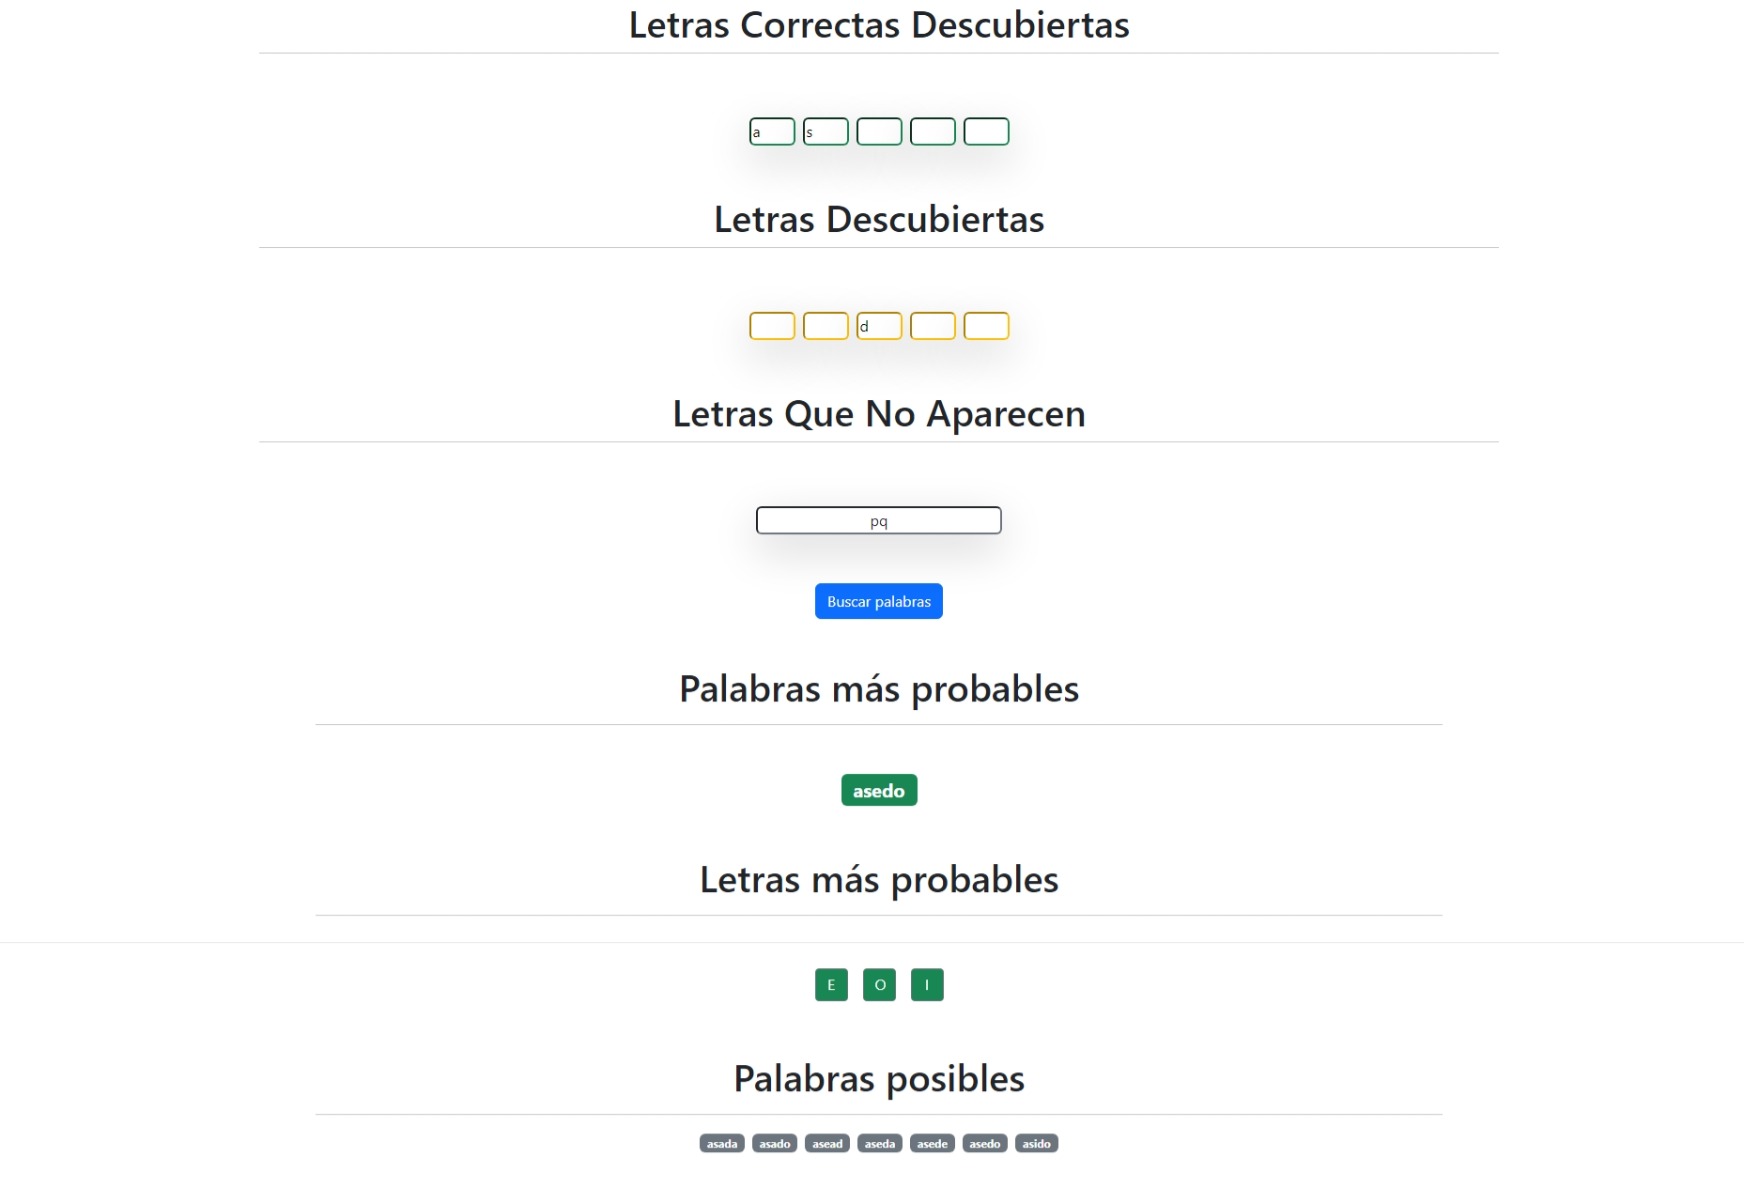 Letras Correctas Descubiertas
a s
Letras Descubiertas
d
Letras Que No Aparecen
pq
Buscar palabras
Palabras más probables
asedo
Letras más probables
E O I
Palabras posibles
asada asado asead aseda asede asedo asido